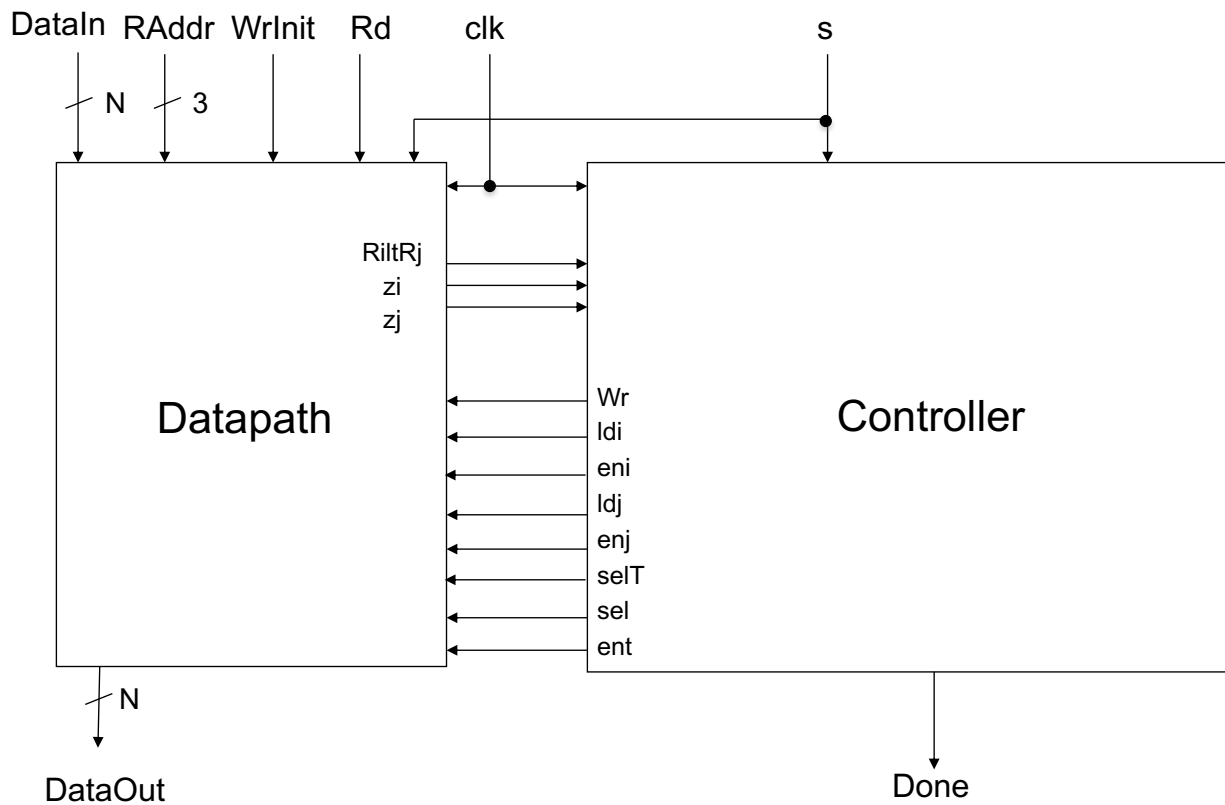 DataIn RAddr WrInit Rd clk s
N 3
RiltRj
zi
zj
Wr
ldi
eni
ldj
enj
selT
sel
ent
Datapath
Controller
N
DataOut
Done